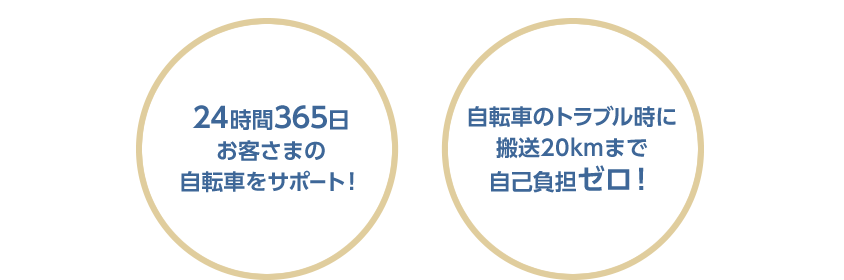 24時間365日
お客さまの
自転車をサポート！
自転車のトラブル時に
搬送20kmまで
自己負担ゼロ！